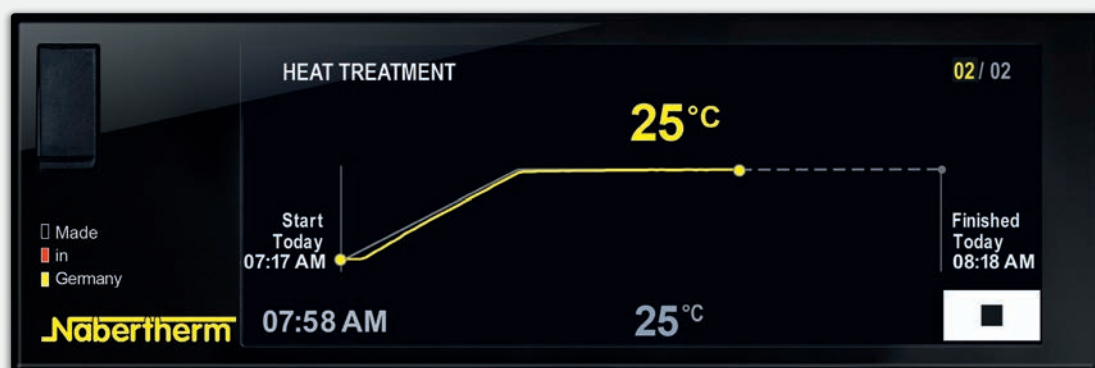 HEAT TREATMENT
02 / 02
25 °C
Start
Today
07:17 AM
Finished
Today
08:18 AM
Made
in
Germany
Nabertherm
07:58 AM
25 °C